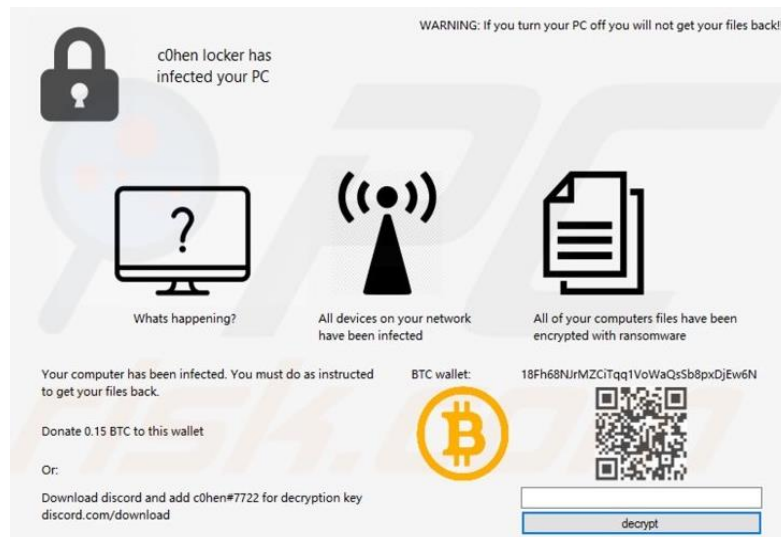 WARNING: If you turn your PC off you will not get your files back!!
c0hen locker has
infected your PC
Whats happening?
All devices on your network
have been infected
All of your computers files have been
encrypted with ransomware
Your computer has been infected. You must do as instructed
to get your files back.
Donate 0.15 BTC to this wallet
Or:
Download discord and add c0hen#7722 for decryption key
discord.com/download
BTC wallet:
18Fh68NJrMZCiTqq1VoWaQsSb8pxDjEw6N
decrypt
PC
risk.com